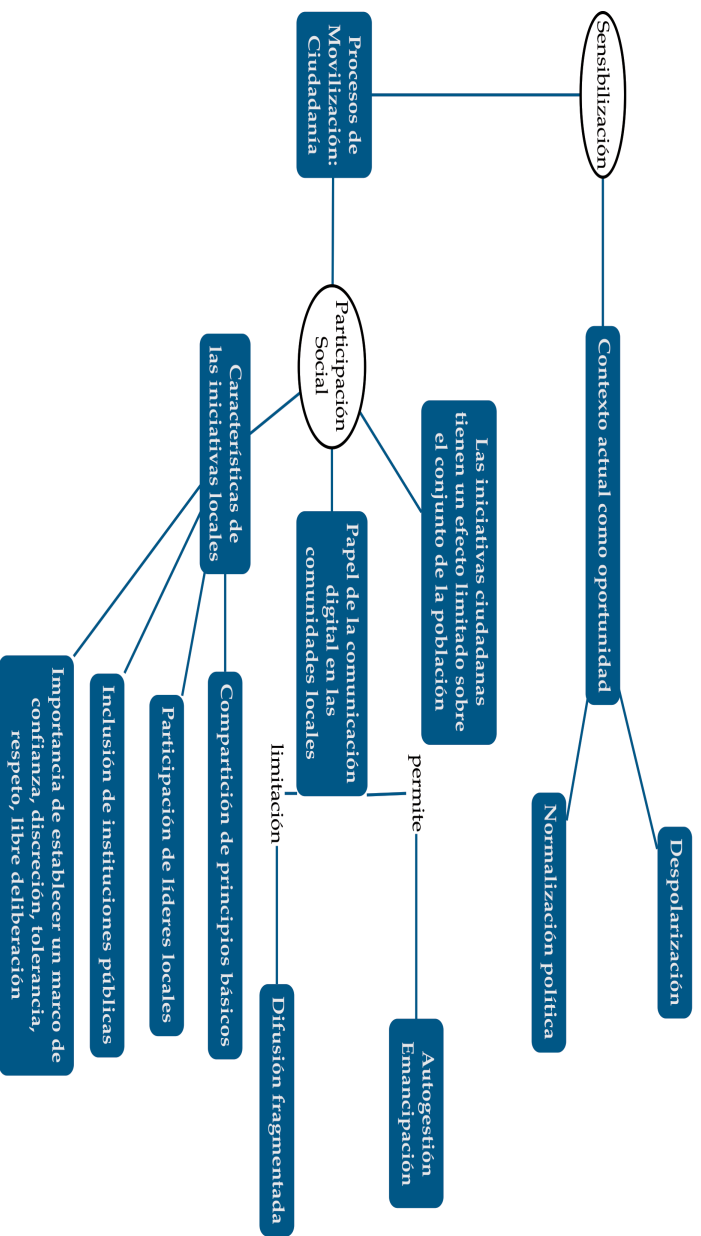 Sensibilización
Contexto actual como oportunidad
Despolarización
Normalización política
Procesos de
Movilización:
Ciudadanía
Participación
Social
Las iniciativas ciudadanas
tienen un efecto limitado sobre
el conjunto de la población
Papel de la comunicación
digital en las
comunidades locales
permite
Autogestión
Emancipación
limitación
Difusión fragmentada
Características de
las iniciativas locales
Compartición de principios básicos
Participación de líderes locales
Inclusión de instituciones públicas
Importancia de establecer un marco de
confianza, discreción, tolerancia,
respeto, libre deliberación